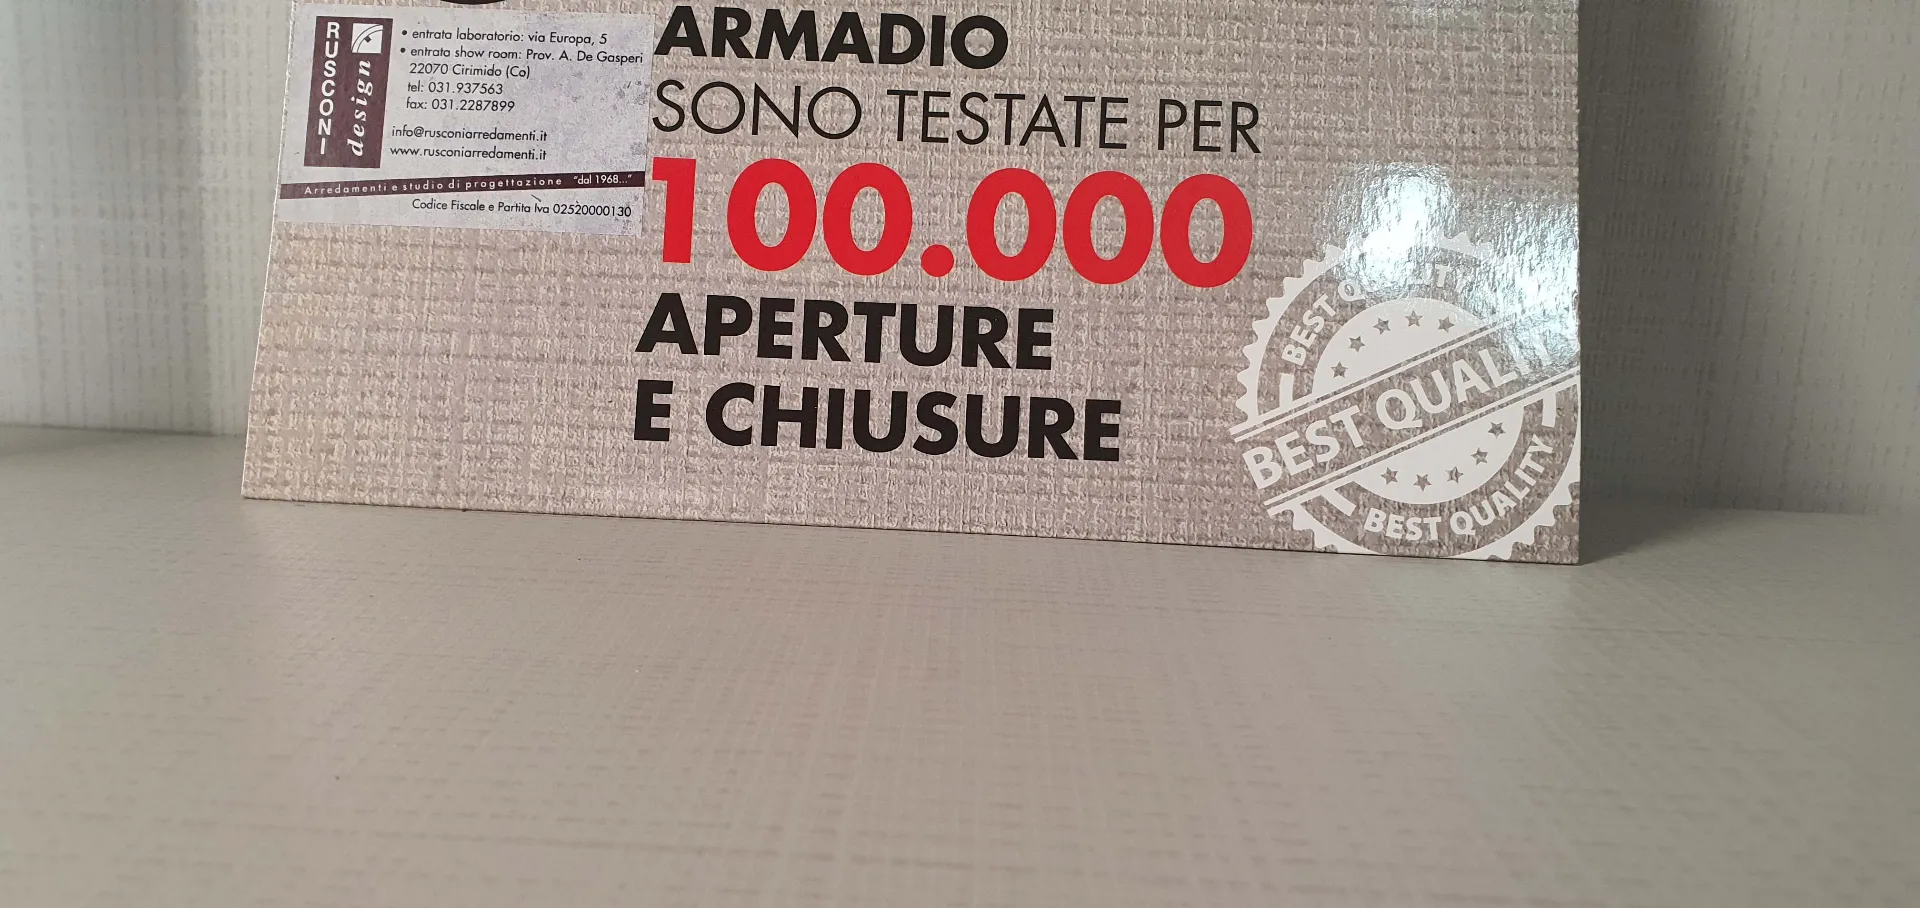 RUSCONI
design
• entrata laboratorio: via Europa, 5
• entrata show room: Prov. A. De Gasperi
22070 Cirimido (Co)
tel: 031.937563
fax: 031.2287899
info@rusconiarredamenti.it
www.rusconiarredamenti.it
Arredamenti e studio di progettazione "dal 1968..."
Codice Fiscale e Partita Iva 02520000130
ARMADIO
SONO TESTATE PER
100.000
APERTURE
E CHIUSURE
BEST QUALITY
BEST QUALITY
BEST QUALITY